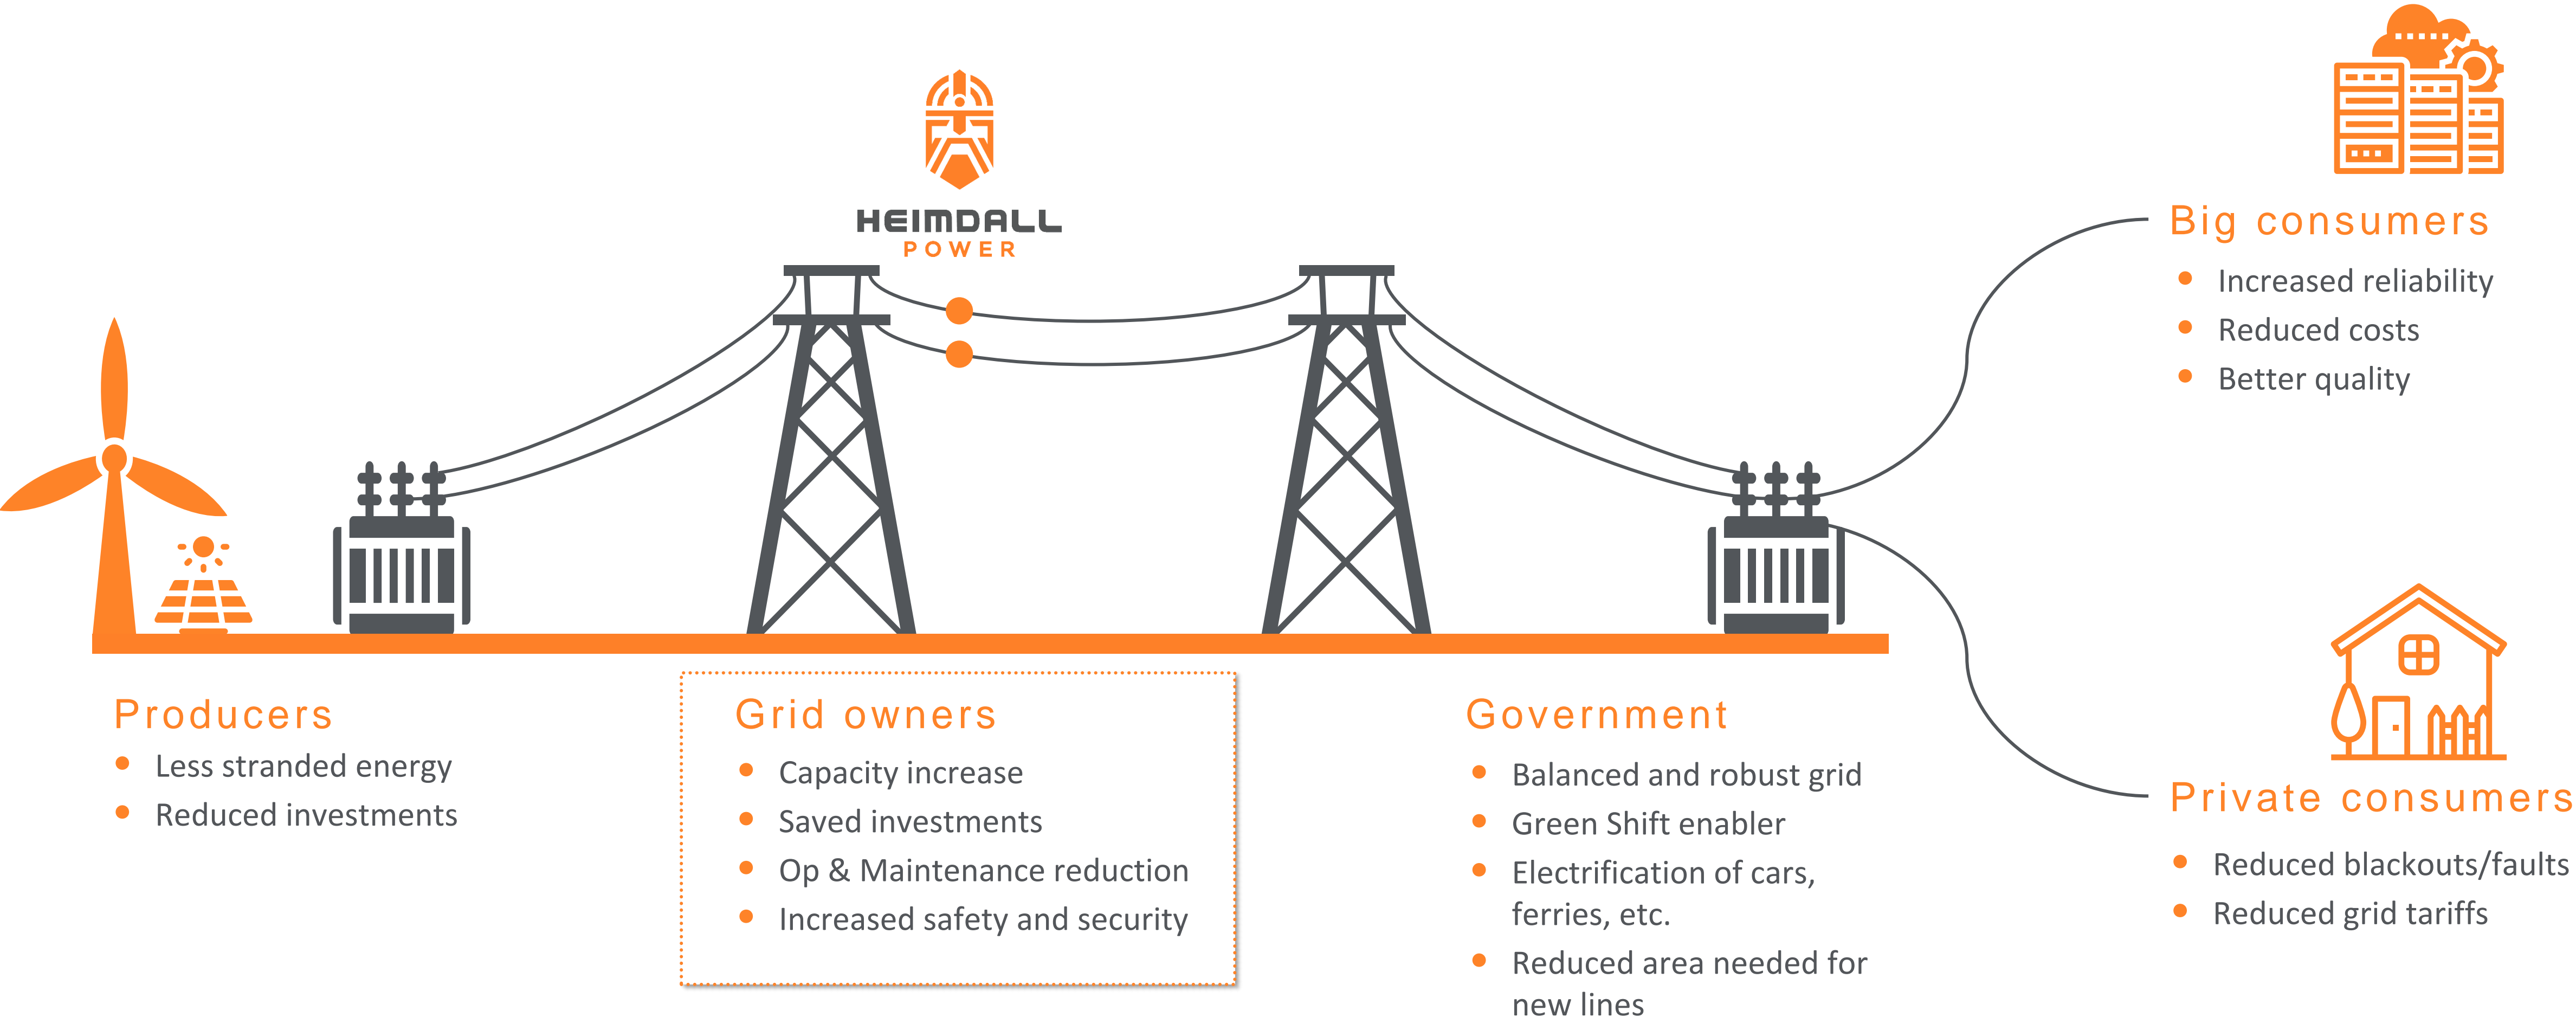 HEIMDALL
POWER
Big consumers
Increased reliability
Reduced costs
Better quality
Producers
Less stranded energy
Reduced investments
Grid owners
Capacity increase
Saved investments
Op & Maintenance reduction
Increased safety and security
Government
Balanced and robust grid
Green Shift enabler
Electrification of cars,
ferries, etc.
Reduced area needed for
new lines
Private consumers
Reduced blackouts/faults
Reduced grid tariffs